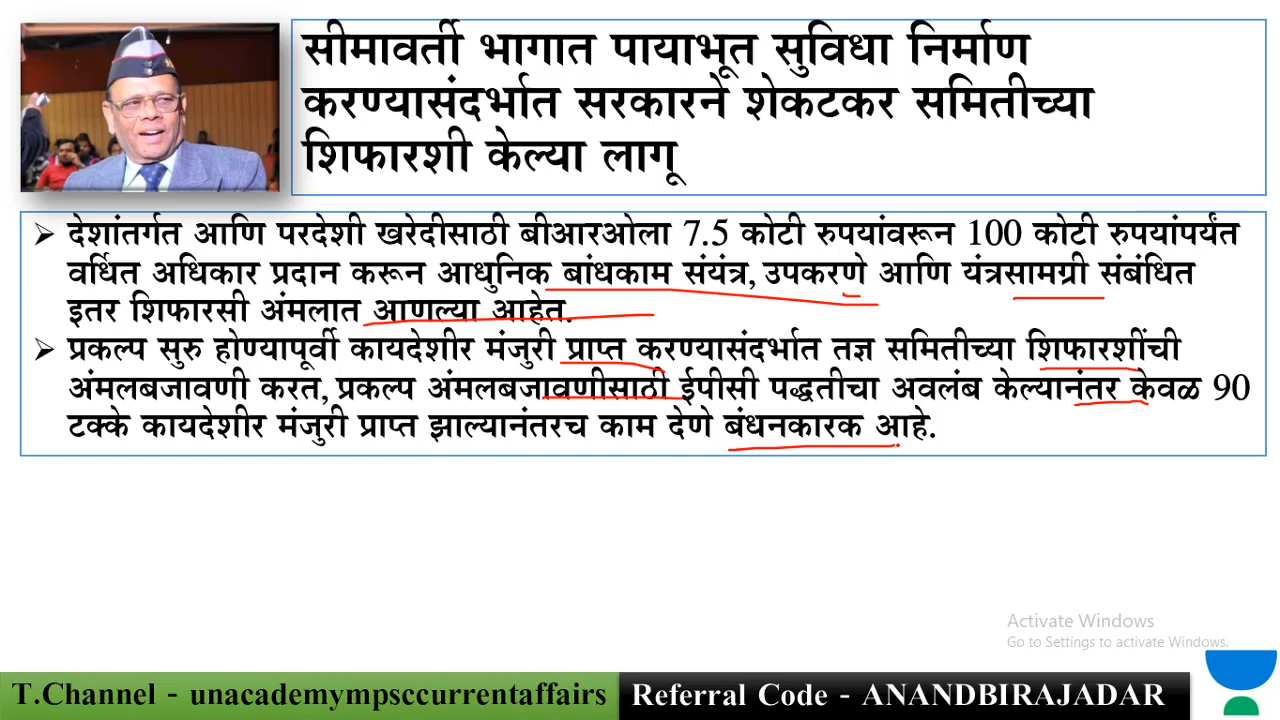 सीमावर्ती भागात पायाभूत सुविधा निर्माण
करण्यासंदर्भात सरकारने शेकटकर समितीच्या
शिफारशी केल्या लागू
➢ देशांतर्गत आणि परदेशी खरेदीसाठी बीआरओला 7.5 कोटी रुपयांवरून 100 कोटी रुपयांपर्यंत
वर्धित अधिकार प्रदान करून आधुनिक बांधकाम संयंत्र, उपकरणे आणि यंत्रसामग्री संबंधित
इतर शिफारसी अंमलात आणल्या आहेत.
➢ प्रकल्प सुरु होण्यापूर्वी कायदेशीर मंजुरी प्राप्त करण्यासंदर्भात तज्ञ समितीच्या शिफारशींची
अंमलबजावणी करत, प्रकल्प अंमलबजावणीसाठी ईपीसी पद्धतीचा अवलंब केल्यानंतर केवळ 90
टक्के कायदेशीर मंजुरी प्राप्त झाल्यानंतरच काम देणे बंधनकारक आहे.
Activate Windows
Go to Settings to activate Windows.
T.Channel - unacademympsccurrentaffairs Referral Code - ANANDBIRAJADAR